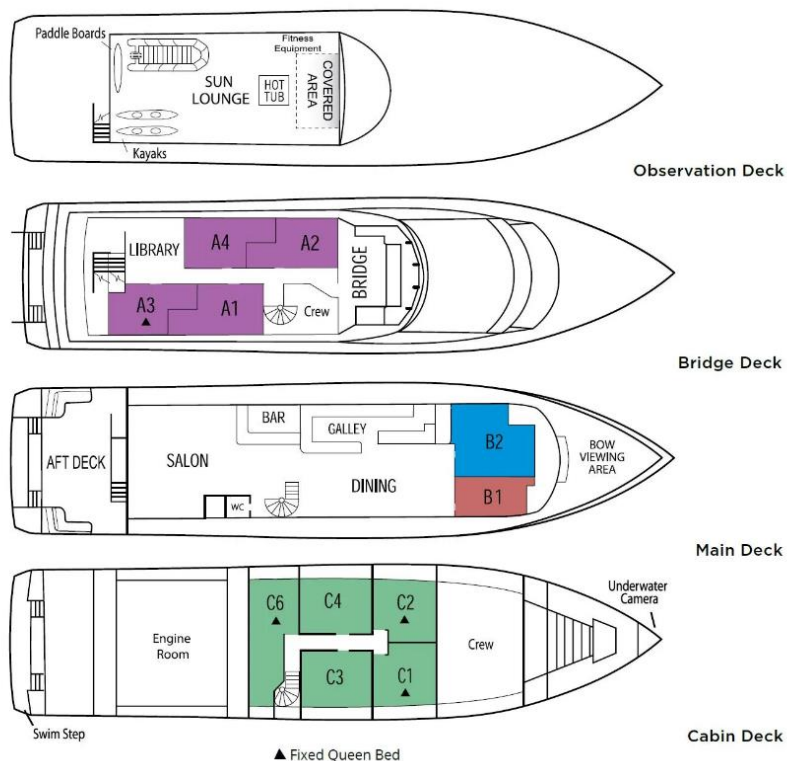 Paddle Boards
Fitness
Equipment
SUN
LOUNGE
HOT
TUB
COVERED
AREA
Kayaks
Observation Deck
LIBRARY
A4
A2
BRIDGE
A3
A1
Crew
Bridge Deck
AFT DECK
SALON
BAR
GALLEY
DINING
WC
B2
B1
BOW
VIEWING
AREA
Main Deck
Underwater
Camera
Engine
Room
C6
C4
C2
C3
C1
Crew
Swim Step
Cabin Deck
▲ Fixed Queen Bed